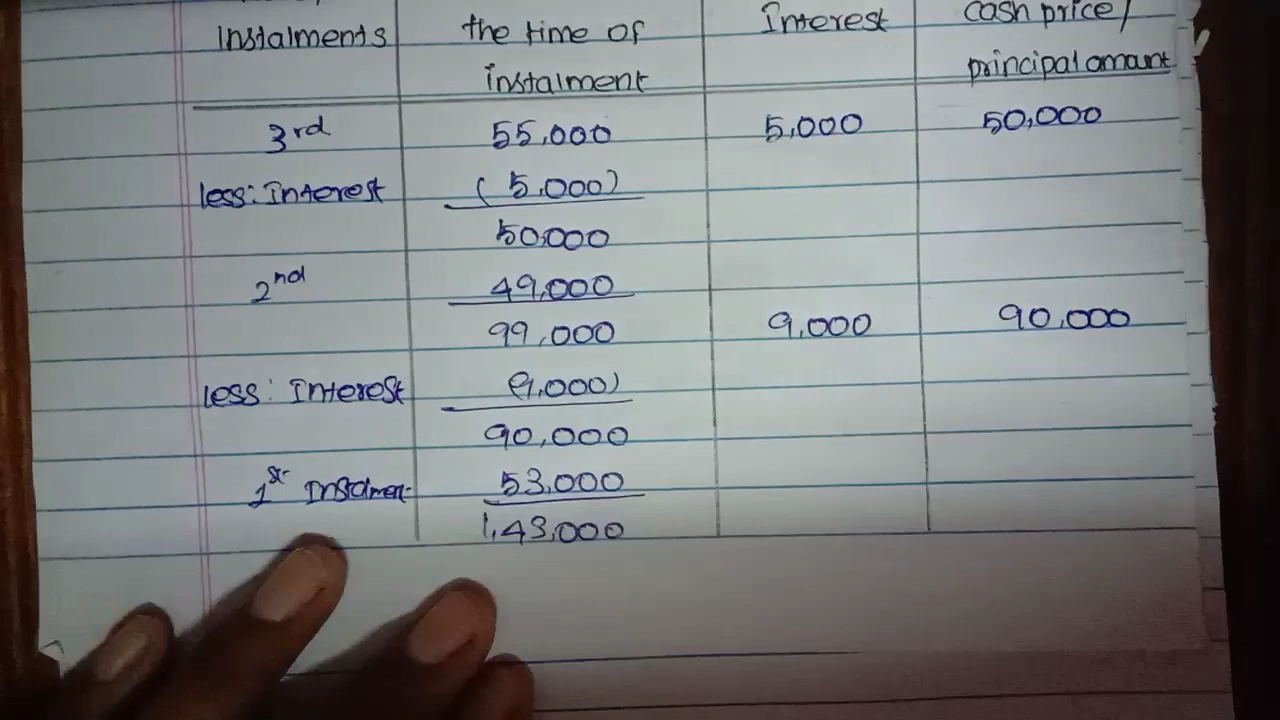 Instalments the time of instalment Interest cash price / principal amount
3rd 55,000 5,000 50,000
less: Interest (5,000)
50,000
2nd 49,000
99,000 9,000 90,000
less: Interest (9,000)
90,000
1st Instalmen 53,000
1,43,000